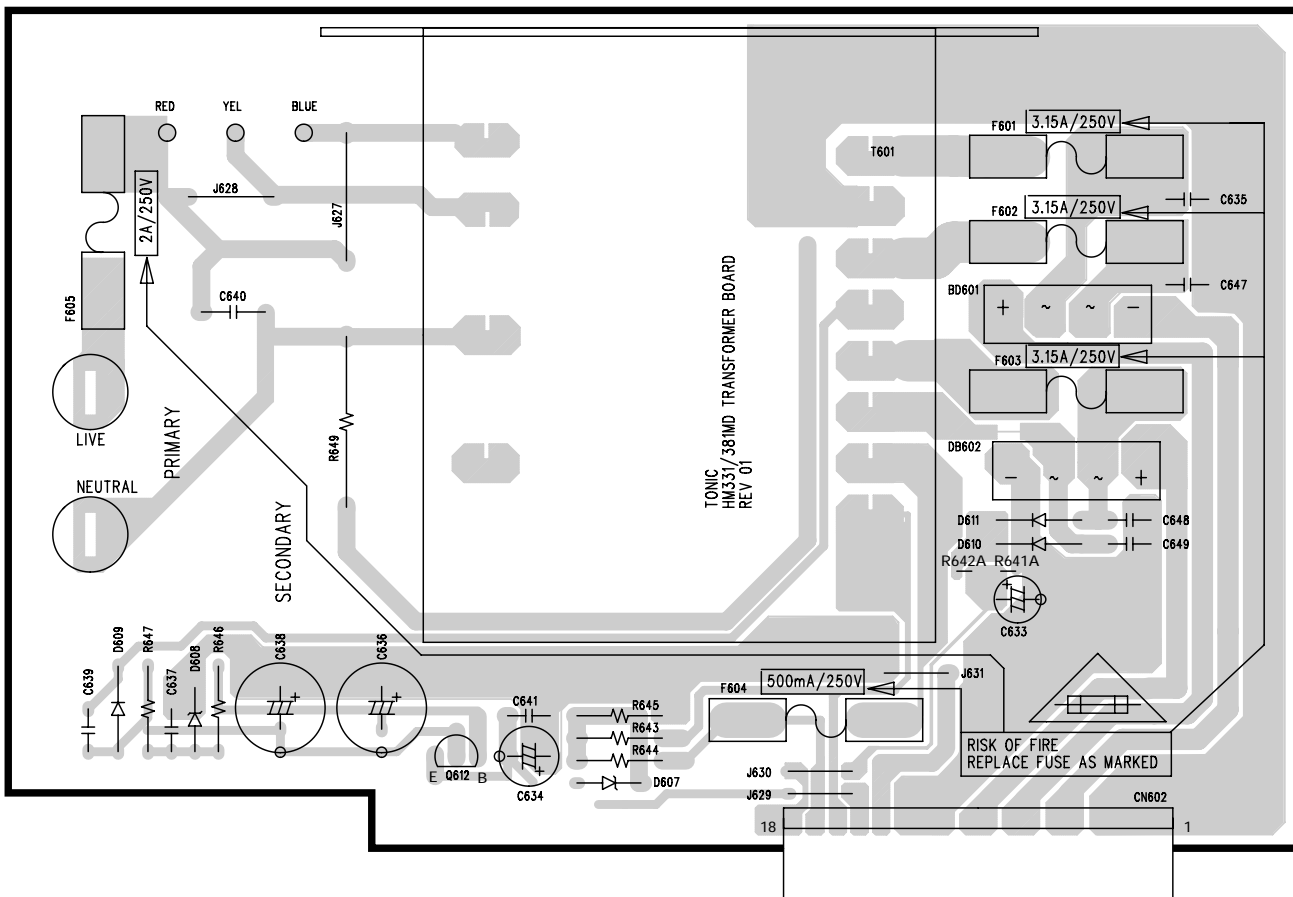 RED YEL BLUE
F601 3.15A/250V
T601
J628
J627
2A/250V
C635
F602 3.15A/250V
F605
C640
C647
BD601
+ ~ ~ −
F603 3.15A/250V
LIVE
PRIMARY
R649
TONIC
HM331/381MD TRANSFORMER BOARD
REV 01
DB602
− ~ ~ +
NEUTRAL
SECONDARY
D611 C648
D610 C649
R642A R641A
+
C633
C639 D609 R647 C637 D608 R646 C638 C636
+ +
C641
F604 500mA/250V
J631
R645
R643
R644
E Q612 B
+
C634
D607
J630
J629
RISK OF FIRE
REPLACE FUSE AS MARKED
CN602
18 1